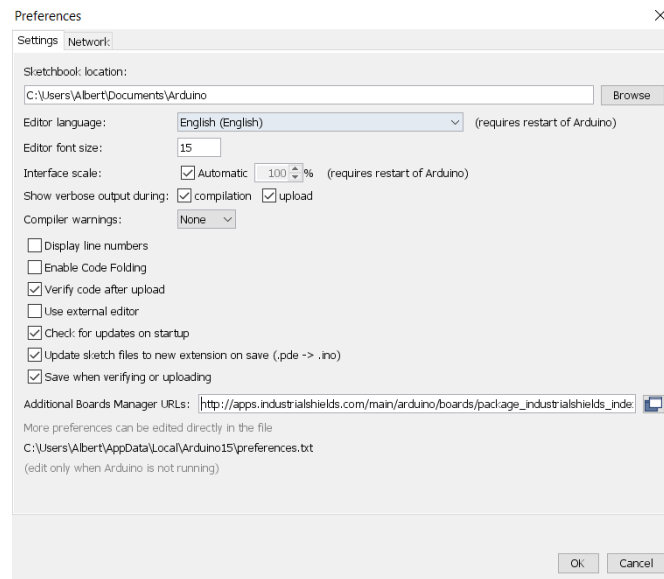 Preferences
Settings Network
Sketchbook location:
C:\Users\Albert\Documents\Arduino Browse
Editor language: English (English) (requires restart of Arduino)
Editor font size: 15
Interface scale: Automatic 100 % (requires restart of Arduino)
Show verbose output during: compilation upload
Compiler warnings: None
Display line numbers
Enable Code Folding
Verify code after upload
Use external editor
Check for updates on startup
Update sketch files to new extension on save (.pde -> .ino)
Save when verifying or uploading
Additional Boards Manager URLs: http://apps.industrialshields.com/main/arduino/boards/package_industrialshields_inde
More preferences can be edited directly in the file
C:\Users\Albert\AppData\Local\Arduino15\preferences.txt
(edit only when Arduino is not running)
OK Cancel